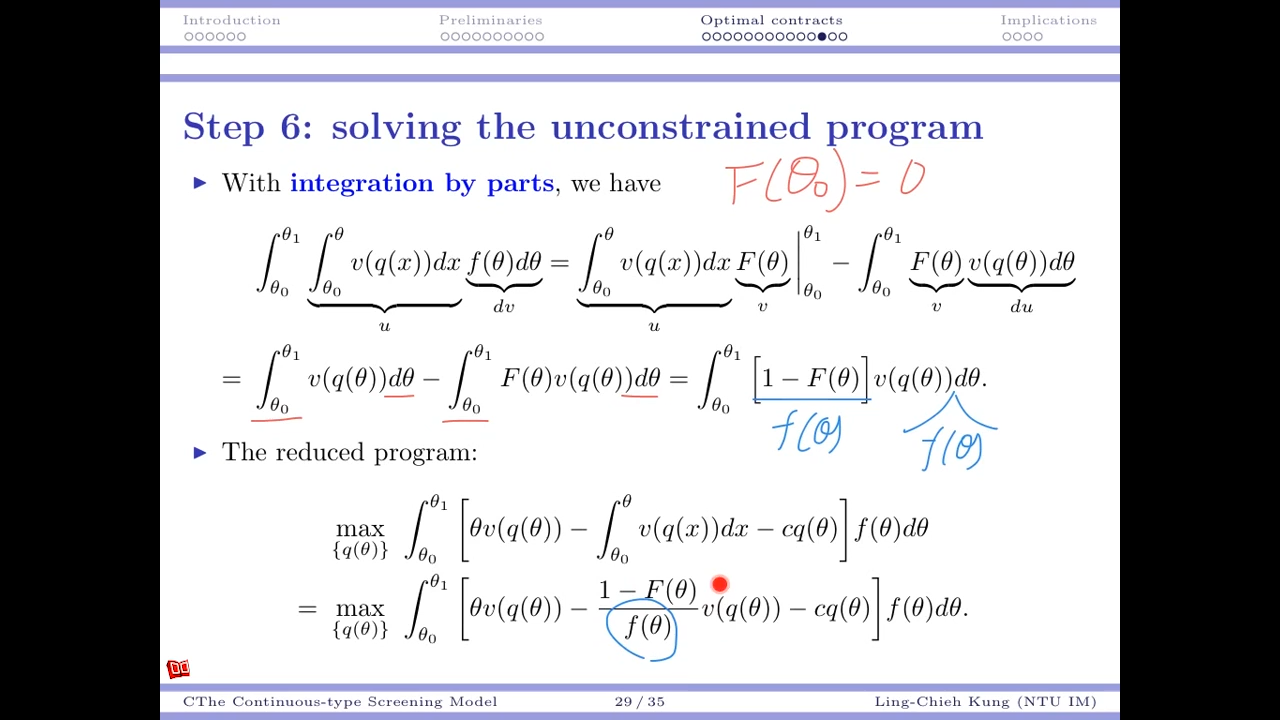 Introduction Preliminaries Optimal contracts Implications
Step 6: solving the unconstrained program
With integration by parts, we have
F(θ₀) = 0
∫_{θ₀}^{θ₁} ∫_{θ₀}^{θ} v(q(x))dx f(θ)dθ = ∫_{θ₀}^{θ} v(q(x))dx F(θ) |_{θ₀}^{θ₁} − ∫_{θ₀}^{θ₁} F(θ) v(q(θ))dθ
u dv u v v du
= ∫_{θ₀}^{θ₁} v(q(θ))dθ − ∫_{θ₀}^{θ₁} F(θ)v(q(θ))dθ = ∫_{θ₀}^{θ₁} [1 − F(θ)] v(q(θ))dθ.
f(θ) f(θ)
The reduced program:
max_{{q(θ)}} ∫_{θ₀}^{θ₁} [θv(q(θ)) − ∫_{θ₀}^{θ} v(q(x))dx − cq(θ)] f(θ)dθ
= max_{{q(θ)}} ∫_{θ₀}^{θ₁} [θv(q(θ)) − \frac{1 − F(θ)}{f(θ)} v(q(θ)) − cq(θ)] f(θ)dθ.
CThe Continuous-type Screening Model 29 / 35 Ling-Chieh Kung (NTU IM)